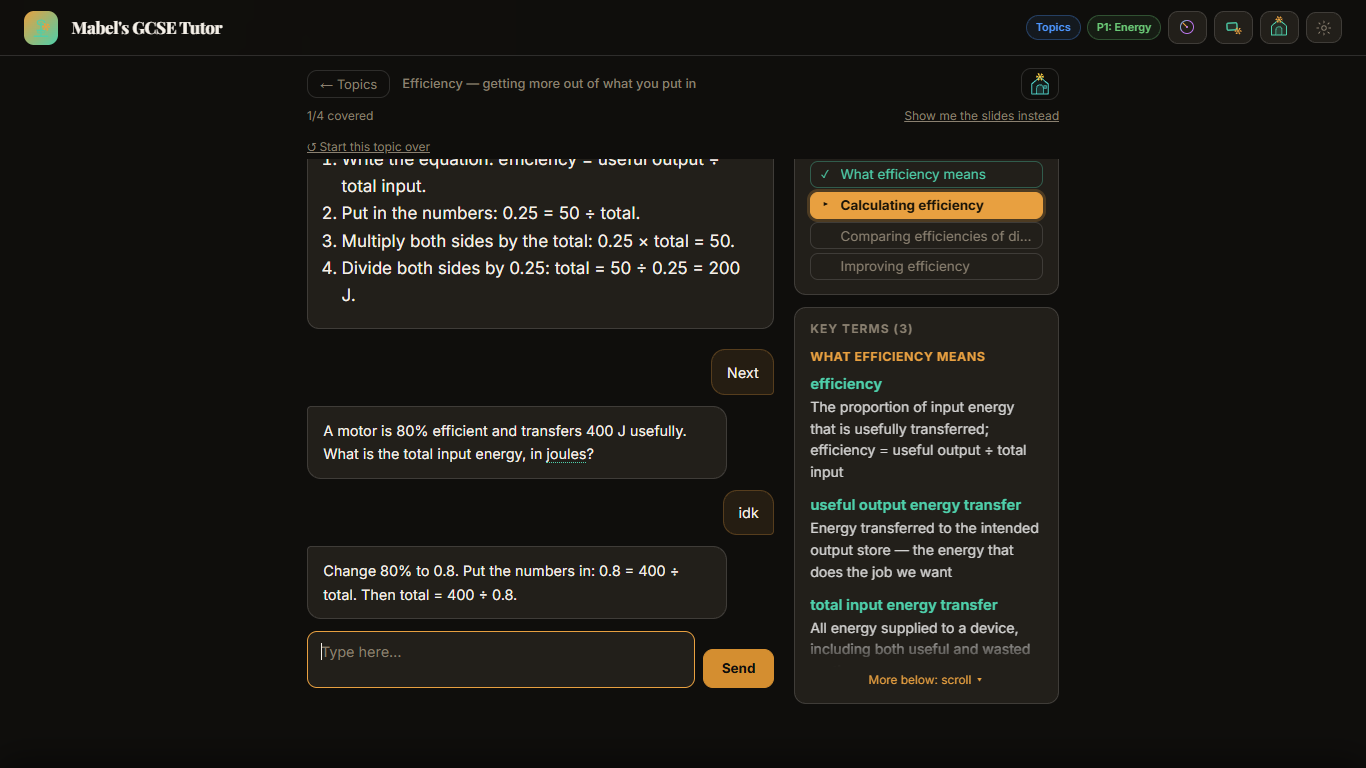 Mabel's GCSE Tutor
Topics
P1: Energy
← Topics
Efficiency — getting more out of what you put in
1/4 covered
Show me the slides instead
↺ Start this topic over
1. Write the equation: efficiency = useful output ÷
total input.
2. Put in the numbers: 0.25 = 50 ÷ total.
3. Multiply both sides by the total: 0.25 × total = 50.
4. Divide both sides by 0.25: total = 50 ÷ 0.25 = 200
J.
Next
A motor is 80% efficient and transfers 400 J usefully.
What is the total input energy, in joules?
idk
Change 80% to 0.8. Put the numbers in: 0.8 = 400 ÷
total. Then total = 400 ÷ 0.8.
Type here...
Send
✓ What efficiency means
‣ Calculating efficiency
Comparing efficiencies of di...
Improving efficiency
KEY TERMS (3)
WHAT EFFICIENCY MEANS
efficiency
The proportion of input energy
that is usefully transferred;
efficiency = useful output ÷ total
input
useful output energy transfer
Energy transferred to the intended
output store — the energy that
does the job we want
total input energy transfer
All energy supplied to a device,
including both useful and wasted
More below: scroll ▾